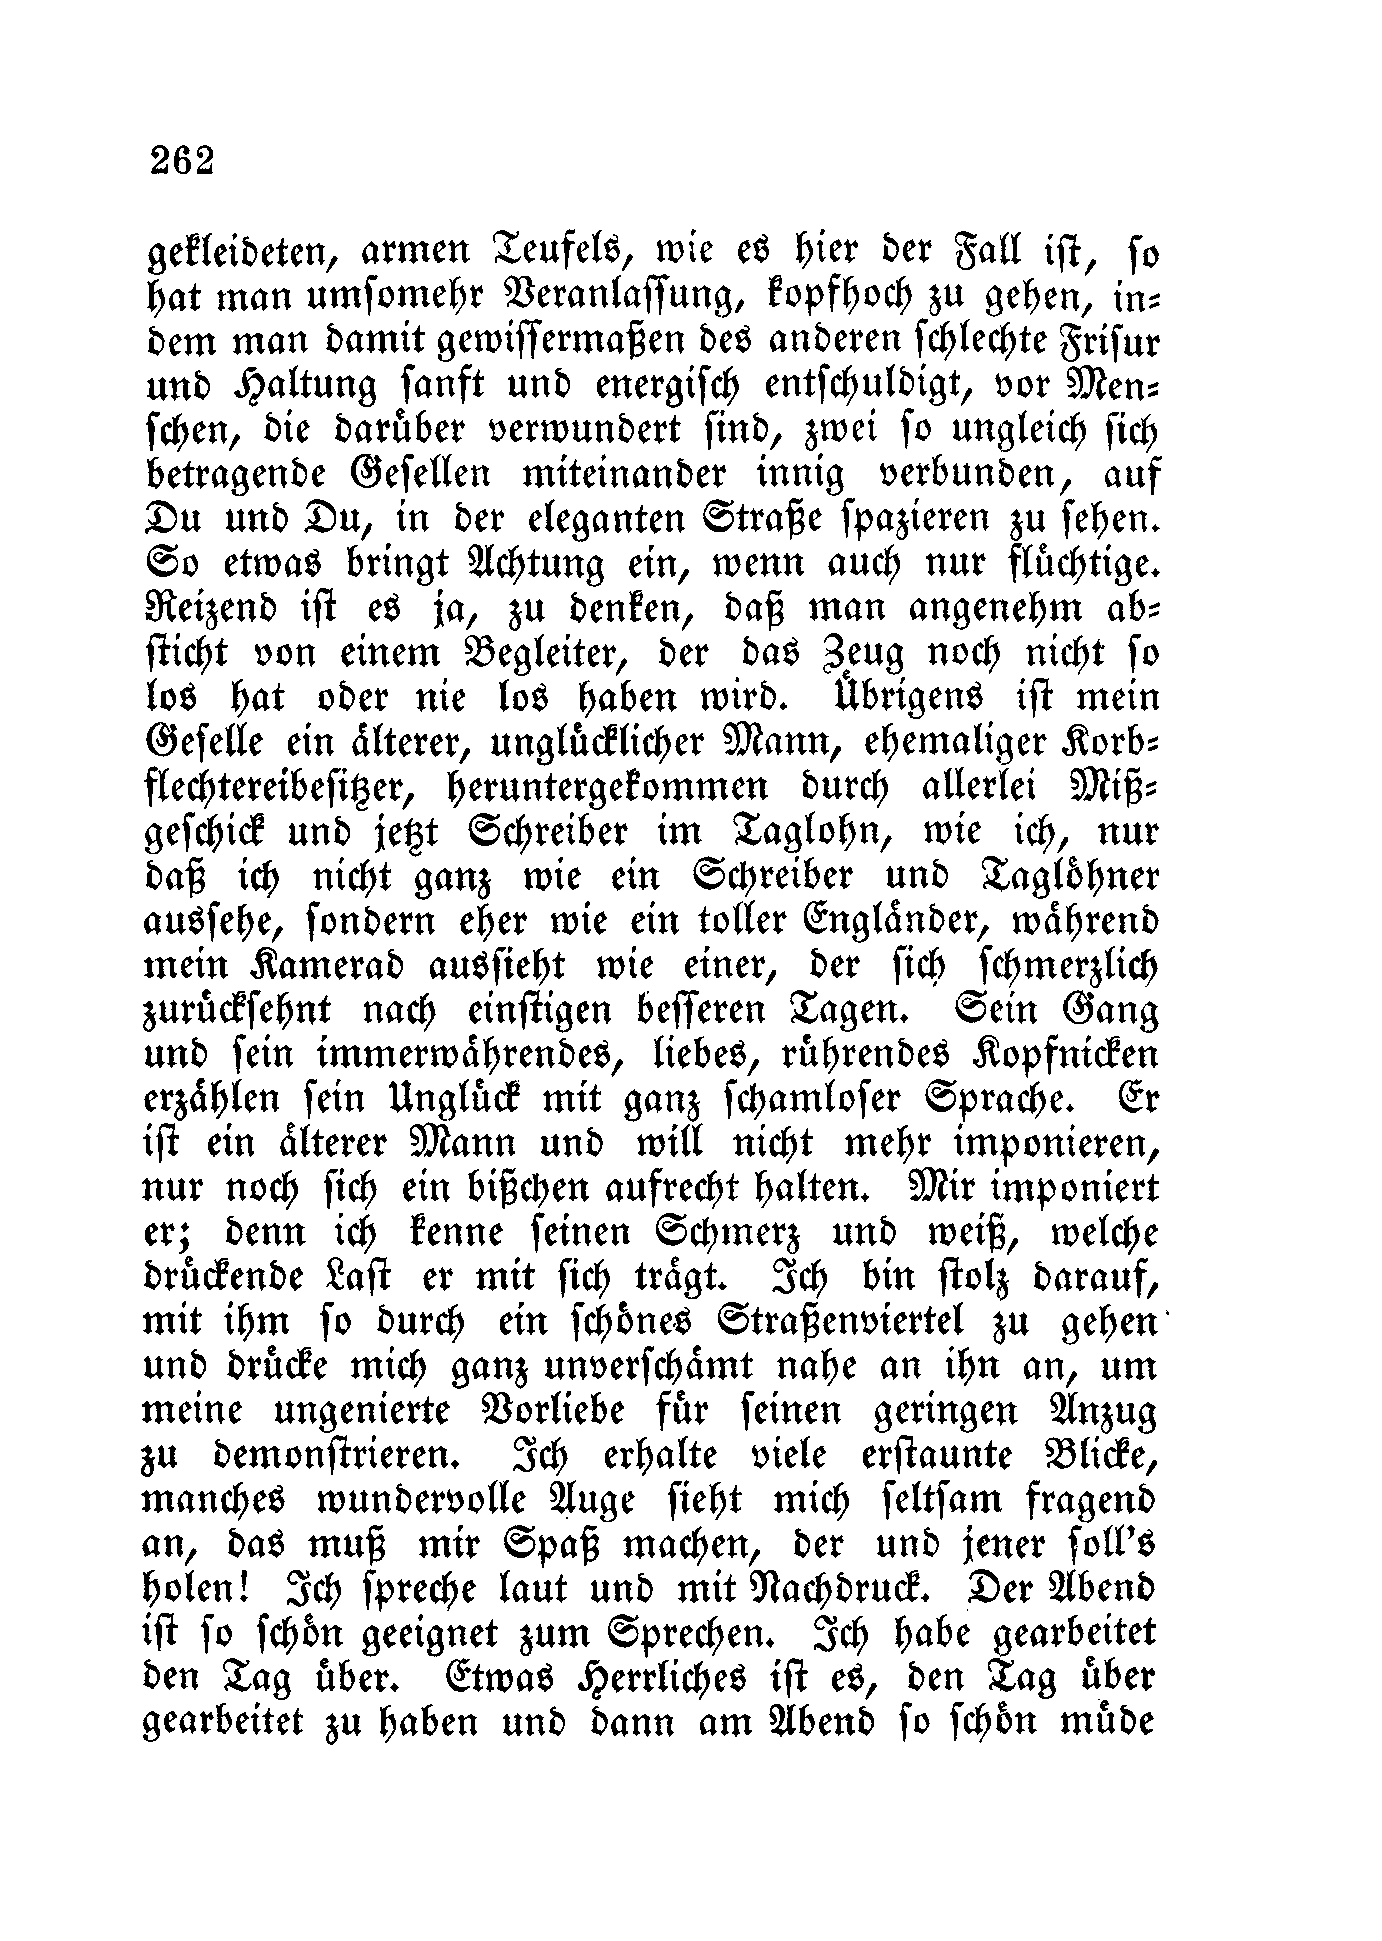 262
gekleideten, armen Teufels, wie es hier der Fall ist, so
hat man umsomehr Veranlassung, kopfhoch zu gehen, in-
dem man damit gewissermaßen des anderen schlechte Frisur
und Haltung sanft und energisch entschuldigt, vor Men-
schen, die darüber verwundert sind, zwei so ungleich sich
betragende Gesellen miteinander innig verbunden, auf
Du und Du, in der eleganten Straße spazieren zu sehen.
So etwas bringt Achtung ein, wenn auch nur flüchtige.
Reizend ist es ja, zu denken, daß man angenehm ab-
sticht von einem Begleiter, der das Zeug noch nicht so
los hat oder nie los haben wird. Übrigens ist mein
Geselle ein älterer, unglücklicher Mann, ehemaliger Korb-
flechtereibesitzer, heruntergekommen durch allerlei Miß-
geschick und jetzt Schreiber im Taglohn, wie ich, nur
daß ich nicht ganz wie ein Schreiber und Taglöhner
aussehe, sondern eher wie ein toller Engländer, während
mein Kamerad aussieht wie einer, der sich schmerzlich
zurücksehnt nach einstigen besseren Tagen. Sein Gang
und sein immerwährendes, liebes, rührendes Kopfnicken
erzählen sein Unglück mit ganz schamloser Sprache. Er
ist ein älterer Mann und will nicht mehr imponieren,
nur noch sich ein bißchen aufrecht halten. Mir imponiert
er; denn ich kenne seinen Schmerz und weiß, welche
drückende Last er mit sich trägt. Ich bin stolz darauf,
mit ihm so durch ein schönes Straßenviertel zu gehen
und drücke mich ganz unverschämt nahe an ihn an, um
meine ungenierte Vorliebe für seinen geringen Anzug
zu demonstrieren. Ich erhalte viele erstaunte Blicke,
manches wundervolle Auge sieht mich seltsam fragend
an, das muß mir Spaß machen, der und jener soll's
holen! Ich spreche laut und mit Nachdruck. Der Abend
ist so schön geeignet zum Sprechen. Ich habe gearbeitet
den Tag über. Etwas Herrliches ist es, den Tag über
gearbeitet zu haben und dann am Abend so schön müde